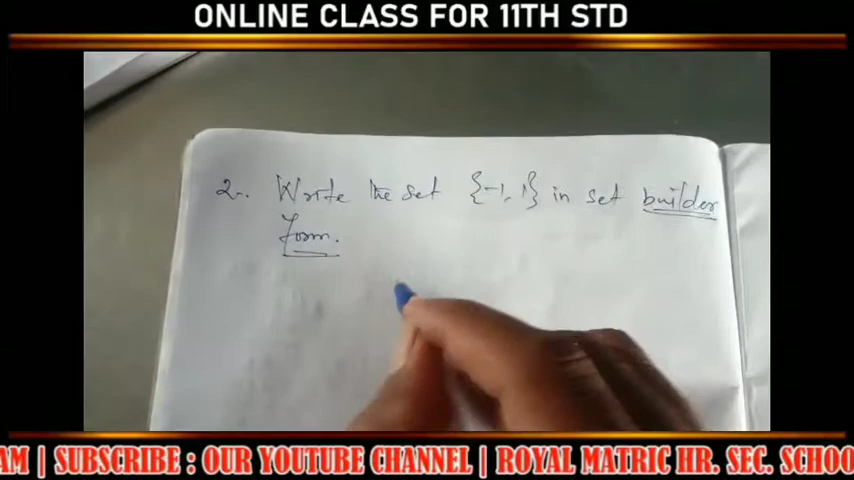 ONLINE CLASS FOR 11TH STD
2. Write the set {-1, 1} in set builder
form.
AM | SUBSCRIBE : OUR YOUTUBE CHANNEL | ROYAL MATRIC HR. SEC. SCHOO